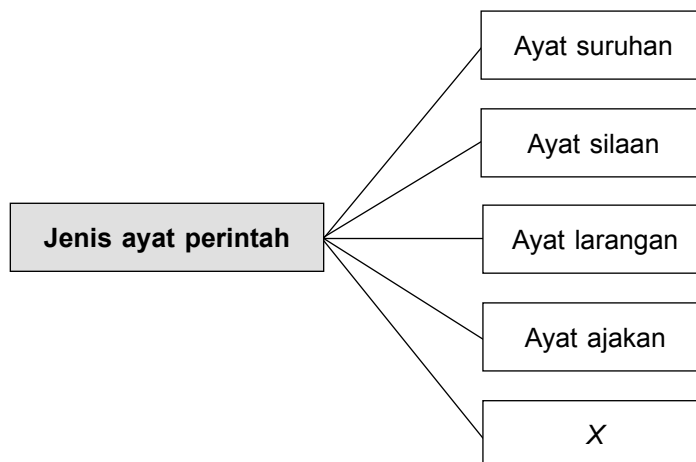 Ayat suruhan
Ayat silaan
Jenis ayat perintah
Ayat larangan
Ayat ajakan
X